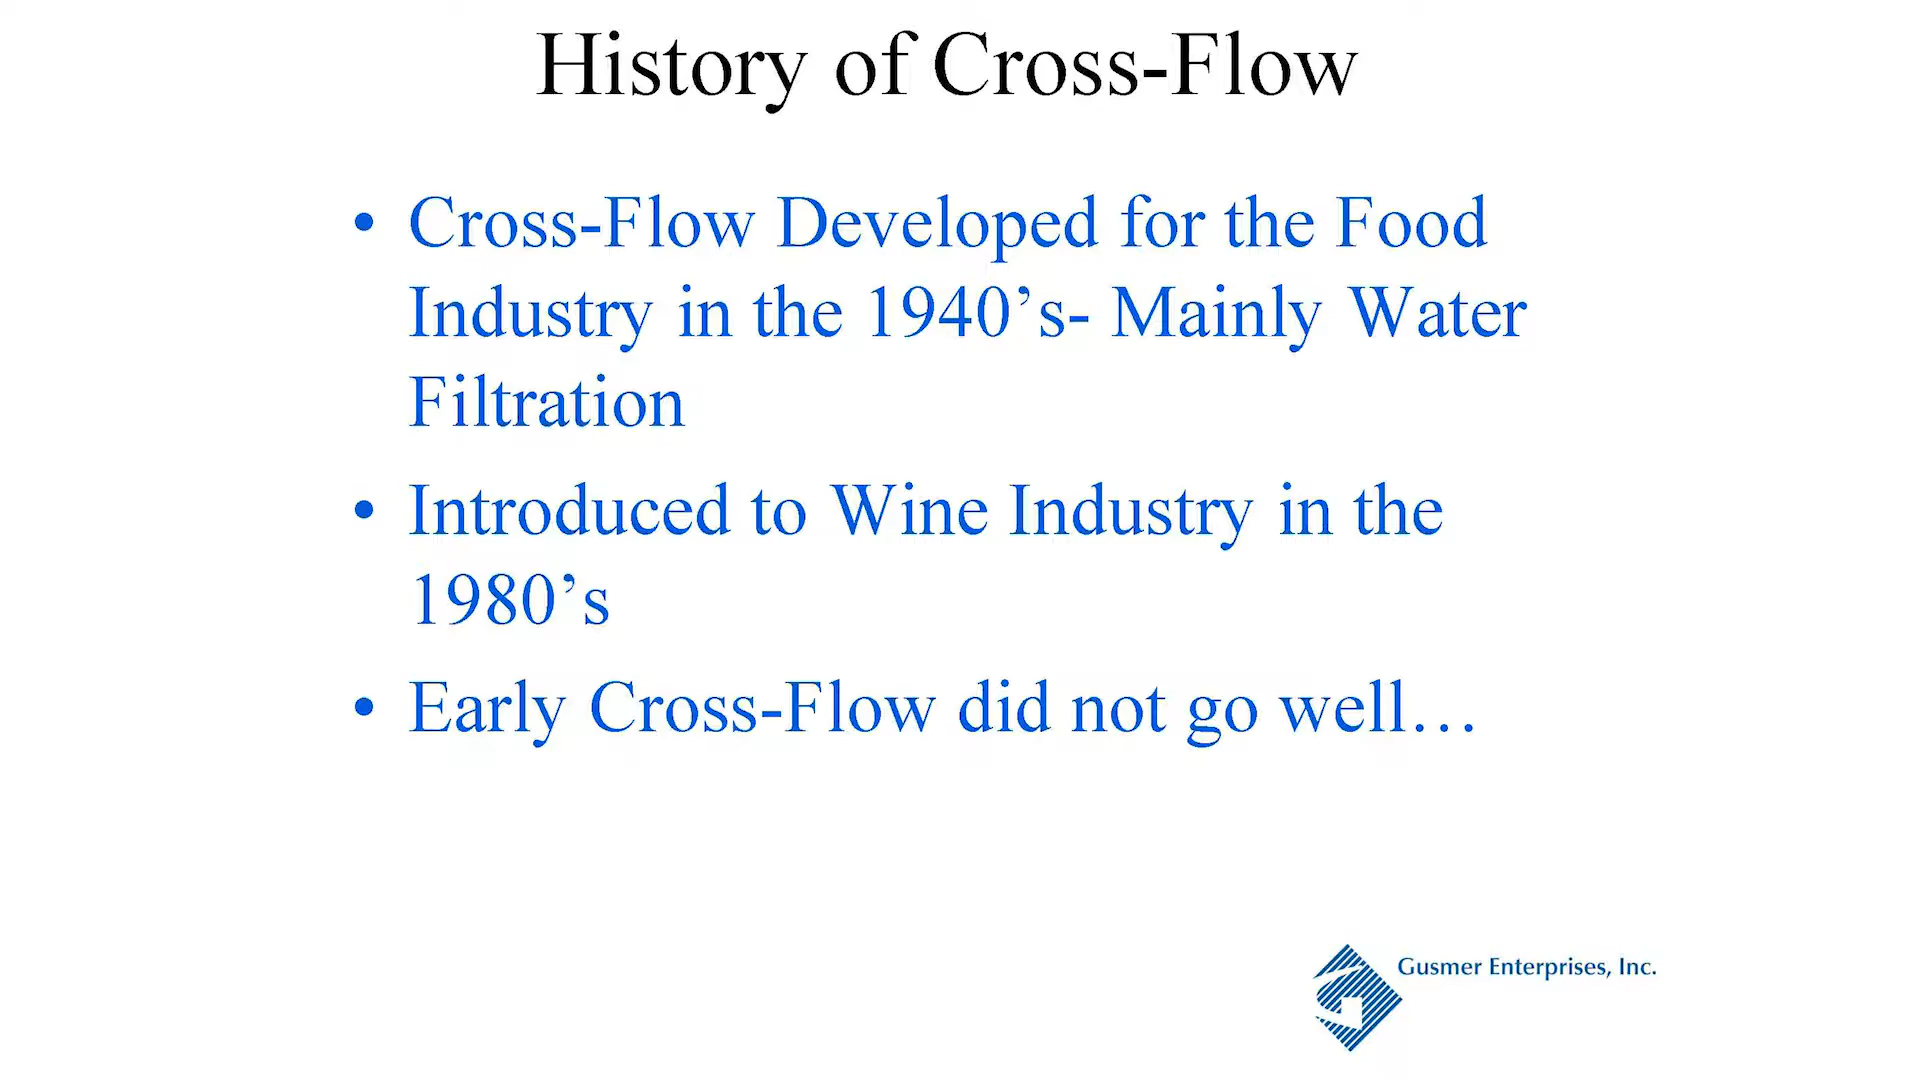 History of Cross-Flow
• Cross-Flow Developed for the Food
Industry in the 1940’s- Mainly Water
Filtration
• Introduced to Wine Industry in the
1980’s
• Early Cross-Flow did not go well…
Gusmer Enterprises, Inc.